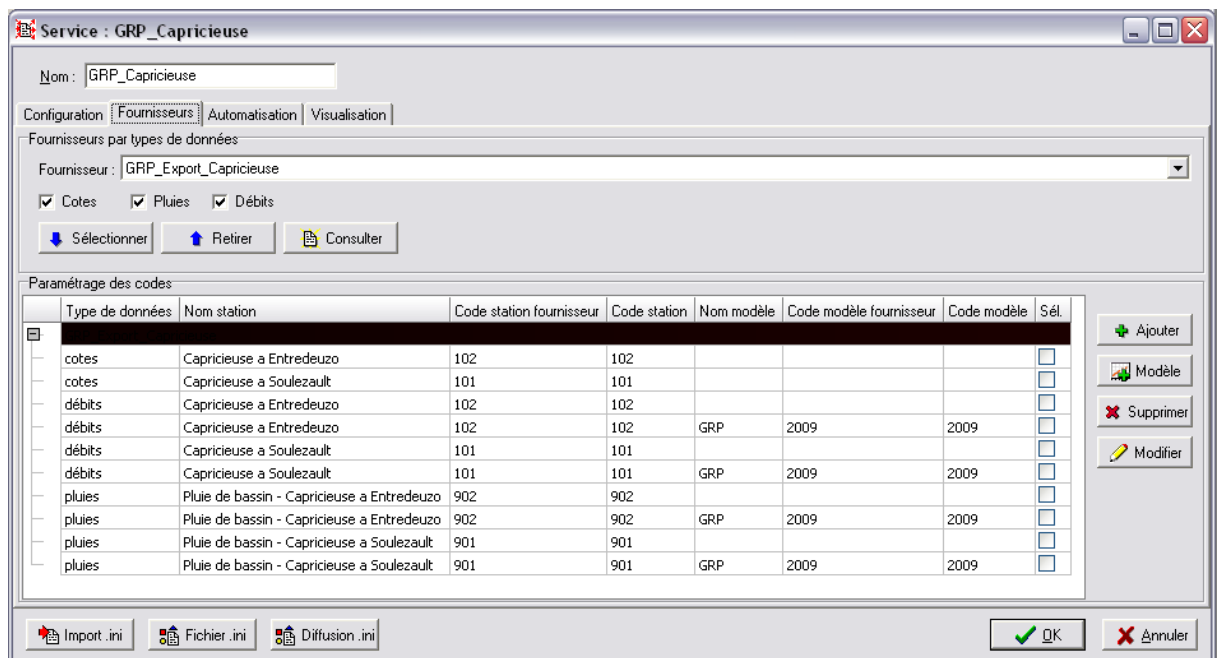 Service : GRP_Capricieuse
Nom : GRP_Capricieuse
Configuration Fournisseurs Automatisation Visualisation
Fournisseurs par types de données
Fournisseur : GRP_Export_Capricieuse
Cotes Pluies Débits
Sélectionner Retirer Consulter
Paramétrage des codes
Type de données Nom station Code station fournisseur Code station Nom modèle Code modèle fournisseur Code modèle Sél.
cotes Capricieuse a Entredeuzo 102 102
cotes Capricieuse a Soulezault 101 101
débits Capricieuse a Entredeuzo 102 102
débits Capricieuse a Entredeuzo 102 102 GRP 2009 2009
débits Capricieuse a Soulezault 101 101
débits Capricieuse a Soulezault 101 101 GRP 2009 2009
pluies Pluie de bassin - Capricieuse a Entredeuzo 902 902
pluies Pluie de bassin - Capricieuse a Entredeuzo 902 902 GRP 2009 2009
pluies Pluie de bassin - Capricieuse a Soulezault 901 901
pluies Pluie de bassin - Capricieuse a Soulezault 901 901 GRP 2009 2009
Ajouter
Modèle
Supprimer
Modifier
Import .ini Fichier .ini Diffusion .ini OK Annuler